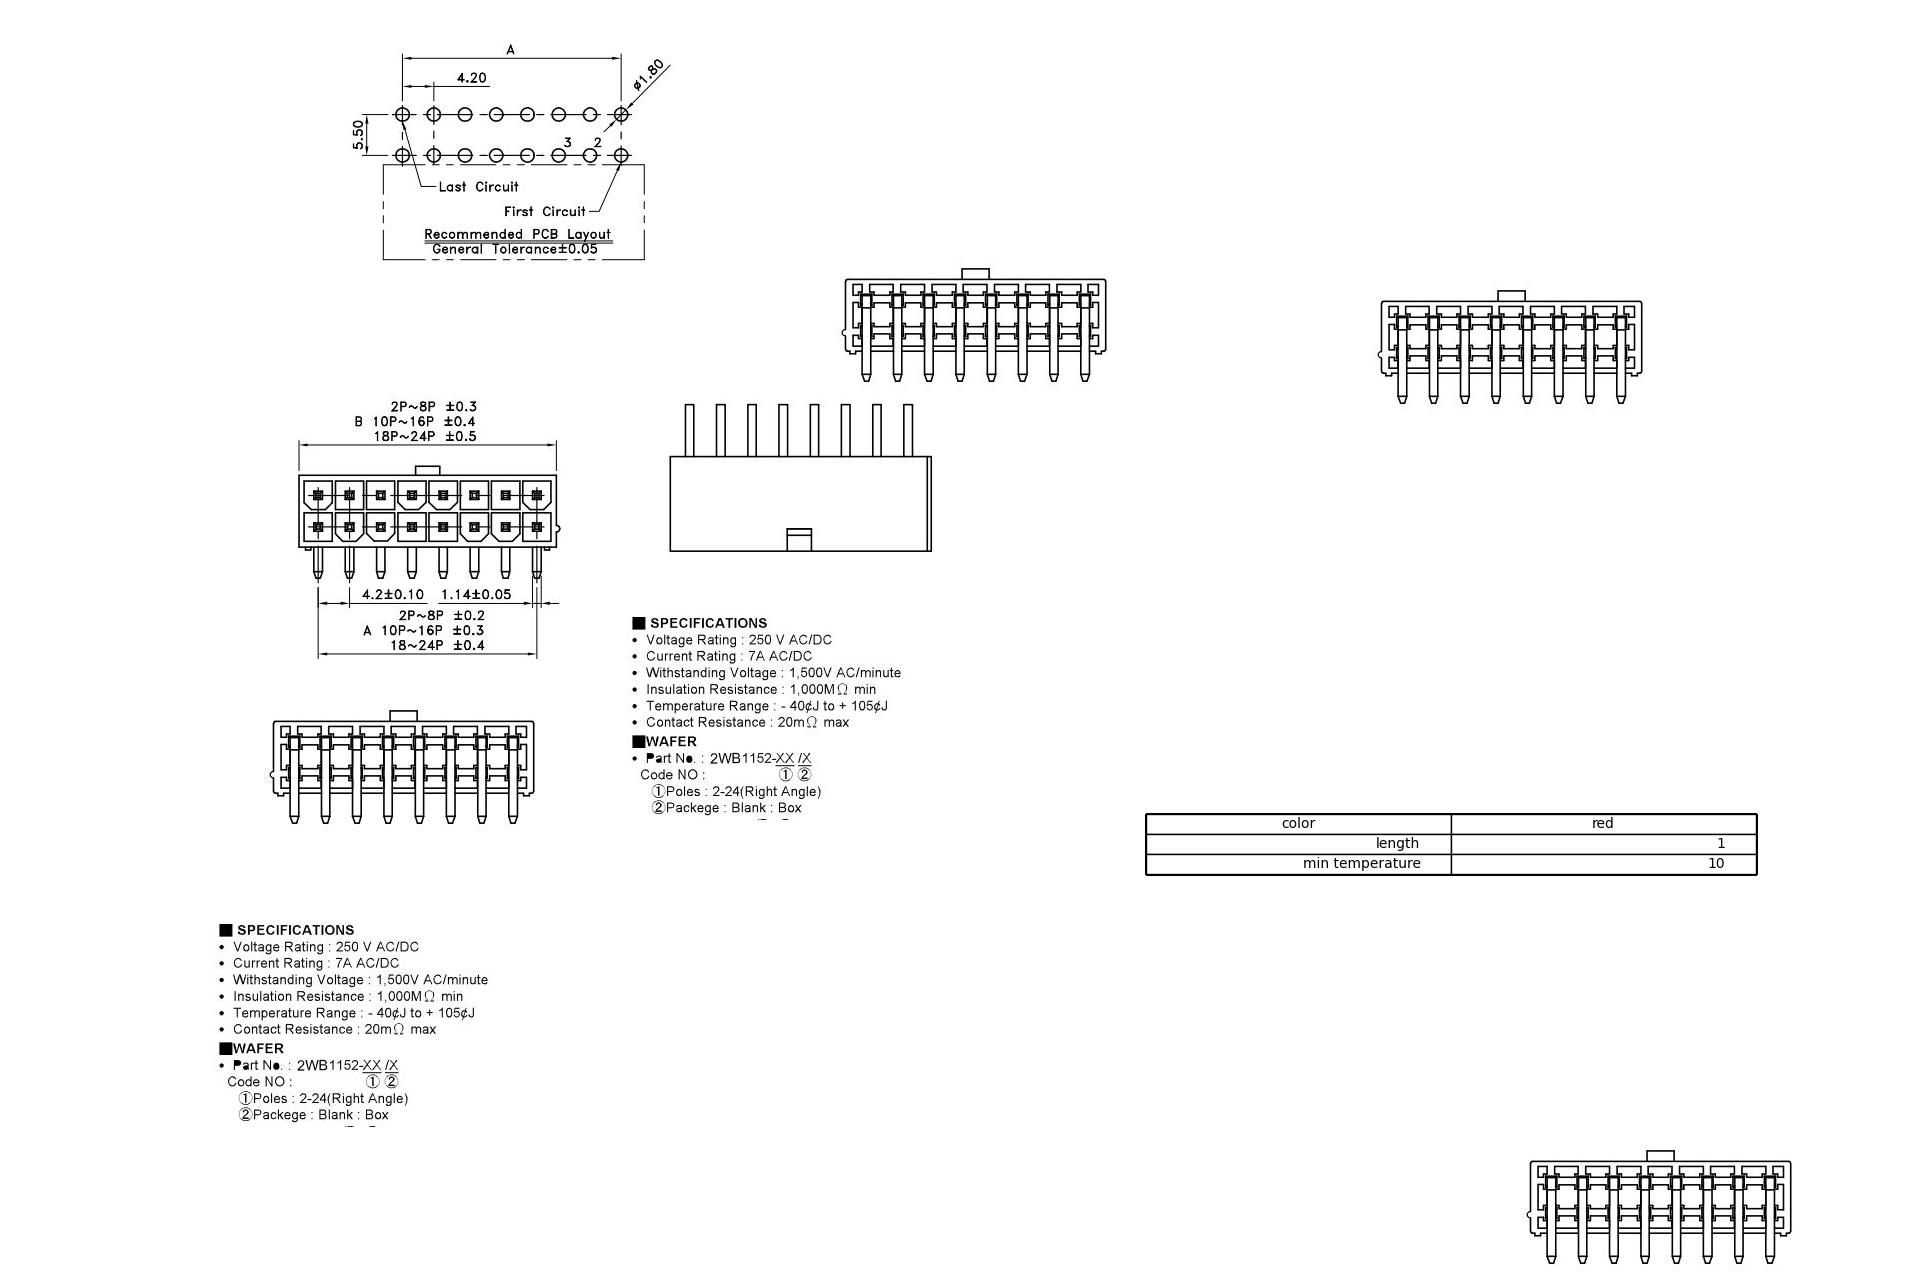 A
4.20
ø1.80
5.50
3 2
Last Circuit
First Circuit
Recommended PCB Layout
General Tolerance±0.05
2P~8P ±0.3
B 10P~16P ±0.4
18P~24P ±0.5
4.2±0.10 1.14±0.05
2P~8P ±0.2
A 10P~16P ±0.3
18~24P ±0.4
■ SPECIFICATIONS
• Voltage Rating : 250 V AC/DC
• Current Rating : 7A AC/DC
• Withstanding Voltage : 1,500V AC/minute
• Insulation Resistance : 1,000MΩ min
• Temperature Range : - 40¢J to + 105¢J
• Contact Resistance : 20mΩ max
■WAFER
• Part No. : 2WB1152-XX /X
Code NO : ① ②
①Poles : 2-24(Right Angle)
②Packege : Blank : Box
color red
length 1
min temperature 10
■ SPECIFICATIONS
• Voltage Rating : 250 V AC/DC
• Current Rating : 7A AC/DC
• Withstanding Voltage : 1,500V AC/minute
• Insulation Resistance : 1,000MΩ min
• Temperature Range : - 40¢J to + 105¢J
• Contact Resistance : 20mΩ max
■WAFER
• Part No. : 2WB1152-XX /X
Code NO : ① ②
①Poles : 2-24(Right Angle)
②Packege : Blank : Box